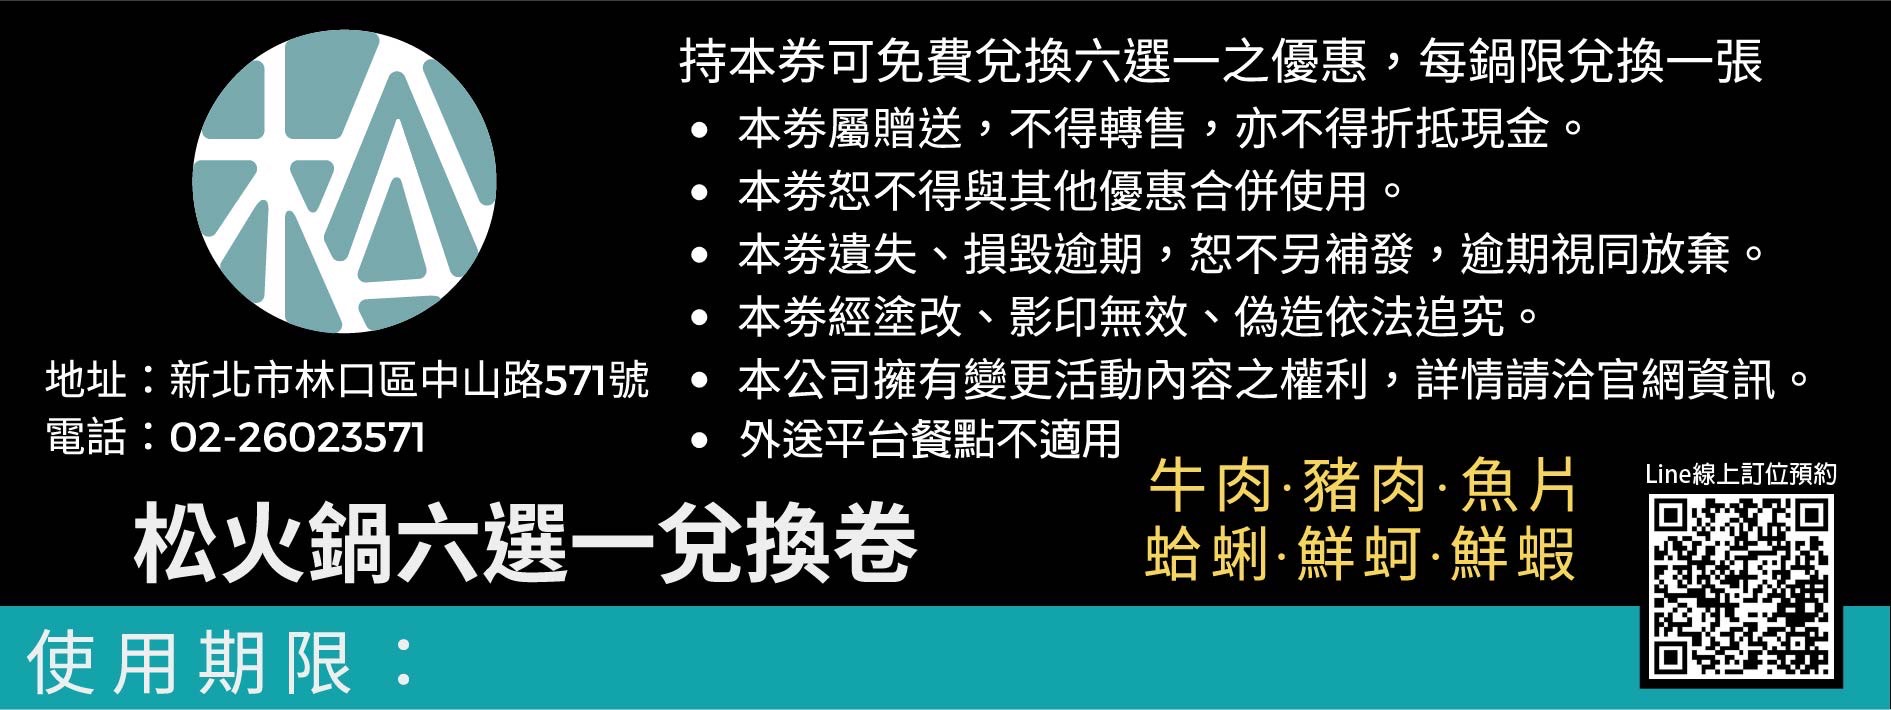 松
地址：新北市林口區中山路571號
電話：02-26023571
松火鍋六選一兌換卷
持本券可免費兌換六選一之優惠，每鍋限兌換一張
• 本券屬贈送，不得轉售，亦不得折抵現金。
• 本券恕不得與其他優惠合併使用。
• 本券遺失、損毀逾期，恕不另補發，逾期視同放棄。
• 本券經塗改、影印無效、偽造依法追究。
• 本公司擁有變更活動內容之權利，詳情請洽官網資訊。
• 外送平台餐點不適用
牛肉·豬肉·魚片
蛤蜊·鮮蚵·鮮蝦
Line線上訂位預約
使用期限：